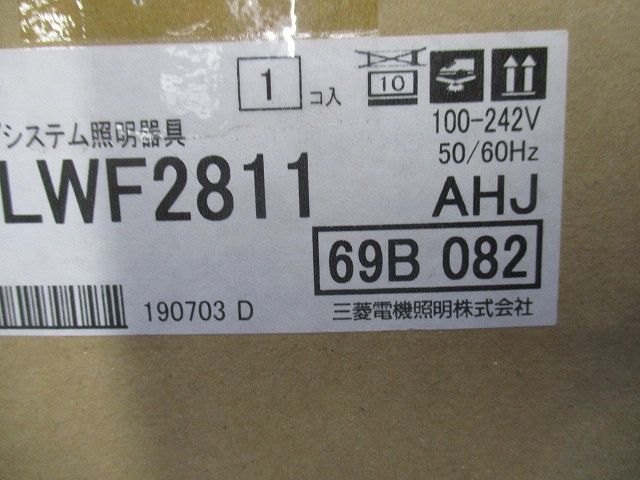 1 コ入
10
システム照明器具
100-242V
50/60Hz
LWF2811
AHJ
69B 082
190703 D
三菱電機照明株式会社